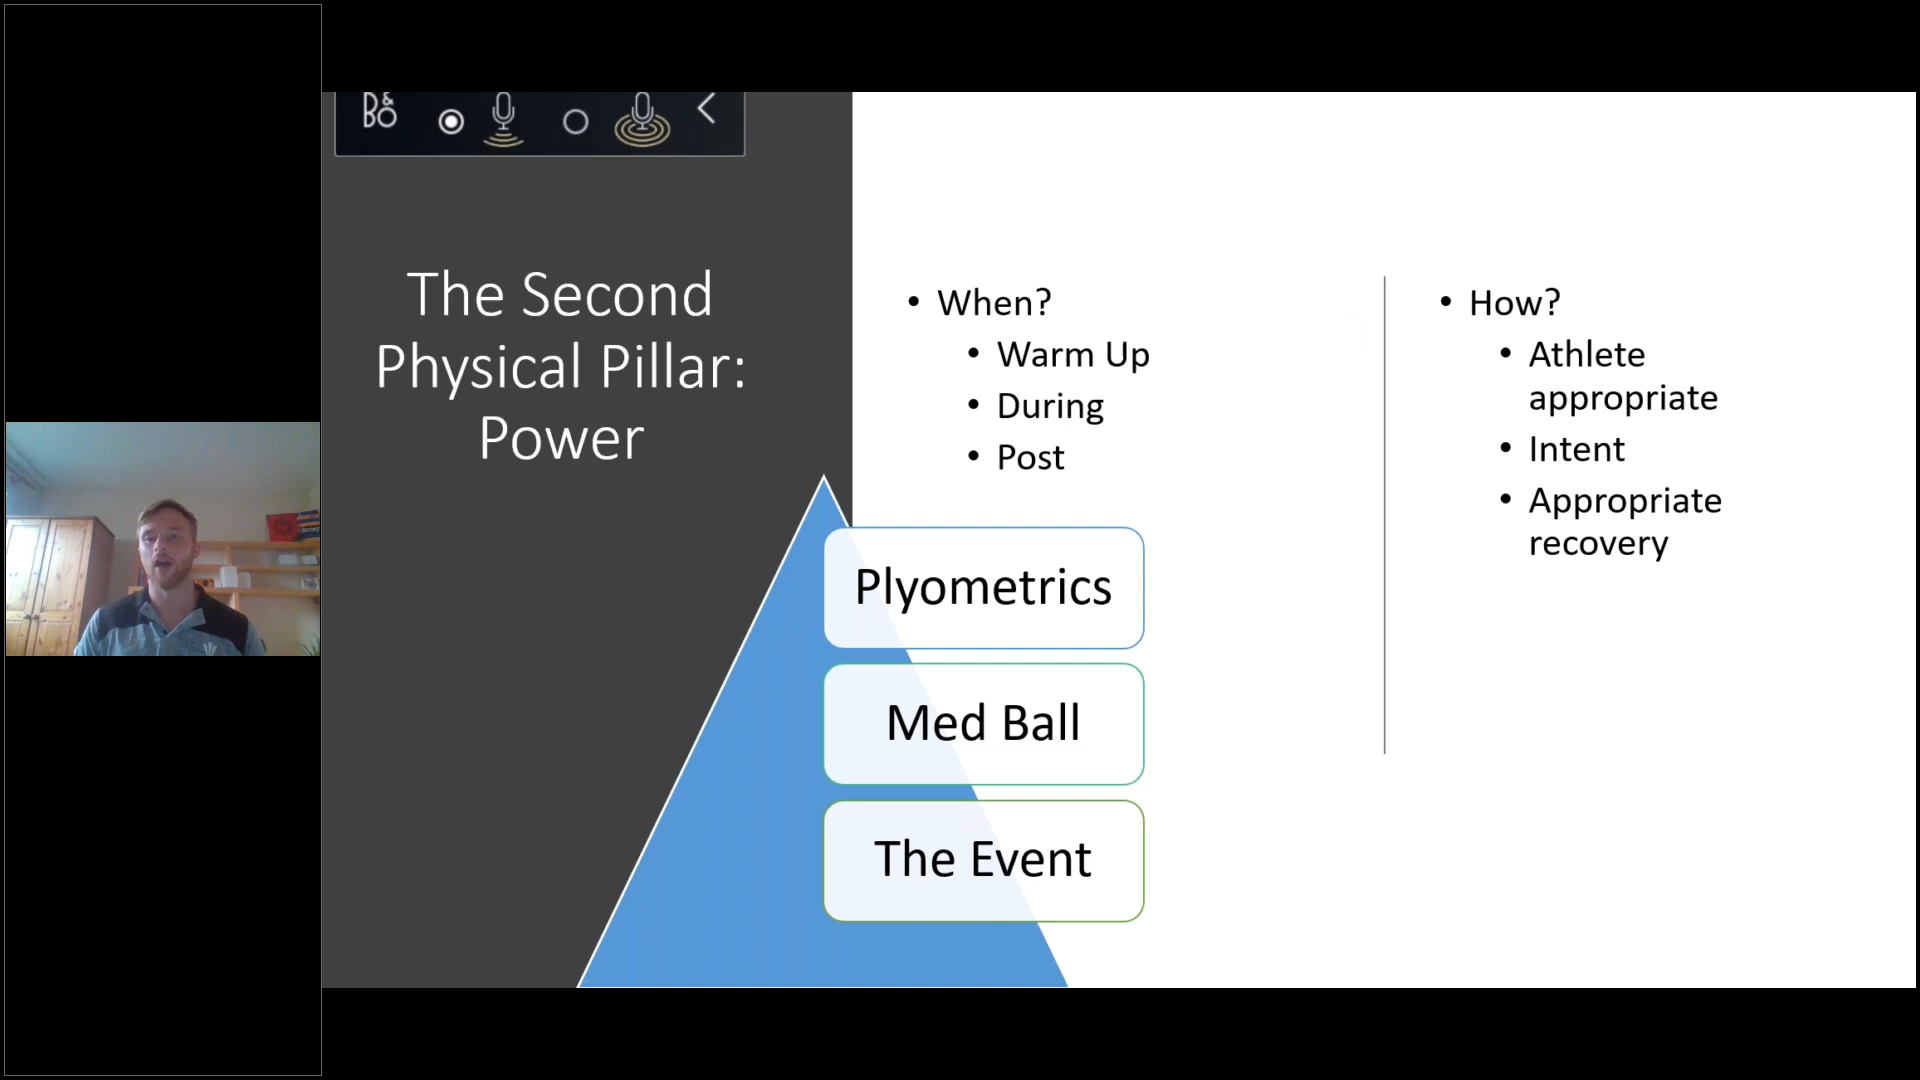 B&O
The Second
Physical Pillar:
Power
• When?
• Warm Up
• During
• Post
Plyometrics
Med Ball
The Event
• How?
• Athlete
appropriate
• Intent
• Appropriate
recovery